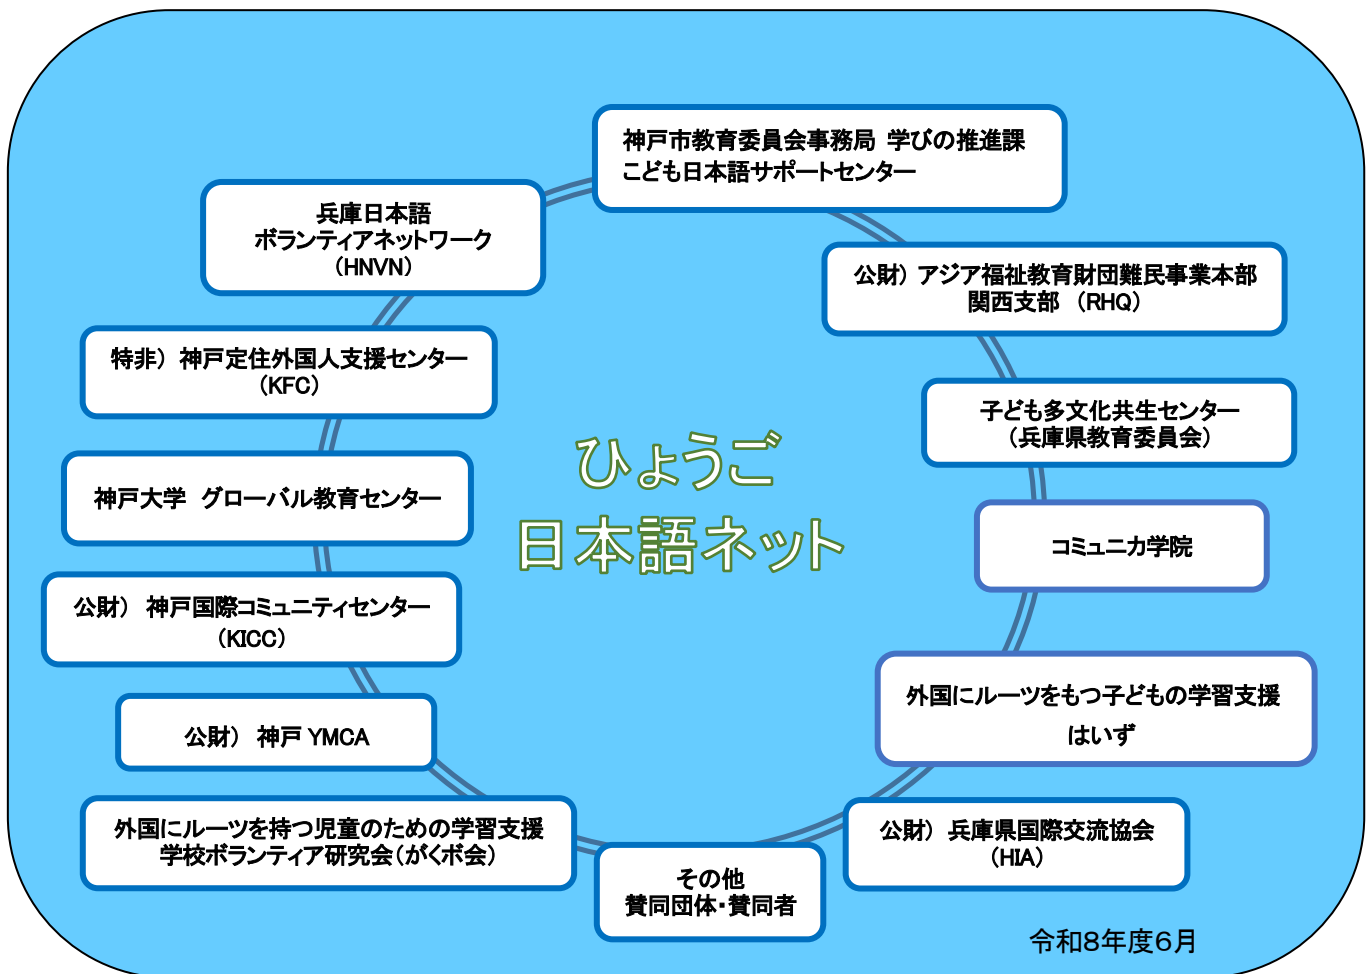 神戸市教育委員会事務局 学びの推進課
こども日本語サポートセンター
兵庫日本語
ボランティアネットワーク
(HNVN)
公財) アジア福祉教育財団難民事業本部
関西支部 (RHQ)
特非) 神戸定住外国人支援センター
(KFC)
子ども多文化共生センター
(兵庫県教育委員会)
ひょうご
日本語ネット
神戸大学 グローバル教育センター
コミュニカ学院
公財) 神戸国際コミュニティセンター
(KICC)
外国にルーツをもつ子どもの学習支援
はいず
公財) 神戸 YMCA
外国にルーツを持つ児童のための学習支援
学校ボランティア研究会(がくボ会)
公財) 兵庫県国際交流協会
(HIA)
その他
賛同団体・賛同者
令和8年度6月